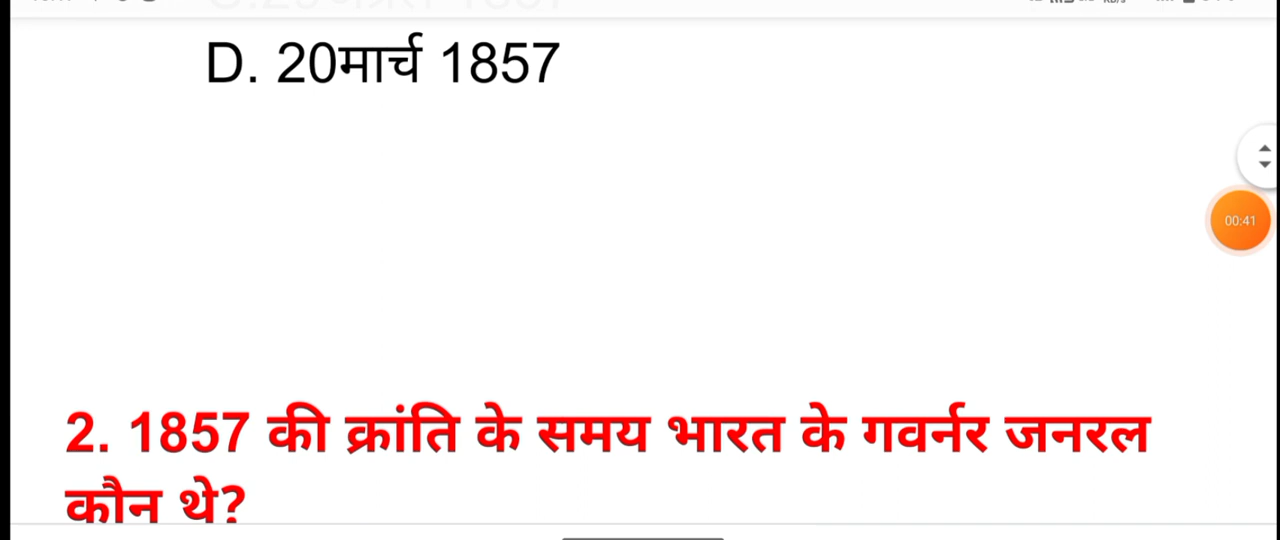 D. 20मार्च 1857
00:41
2. 1857 की क्रांति के समय भारत के गवर्नर जनरल
कौन थे?